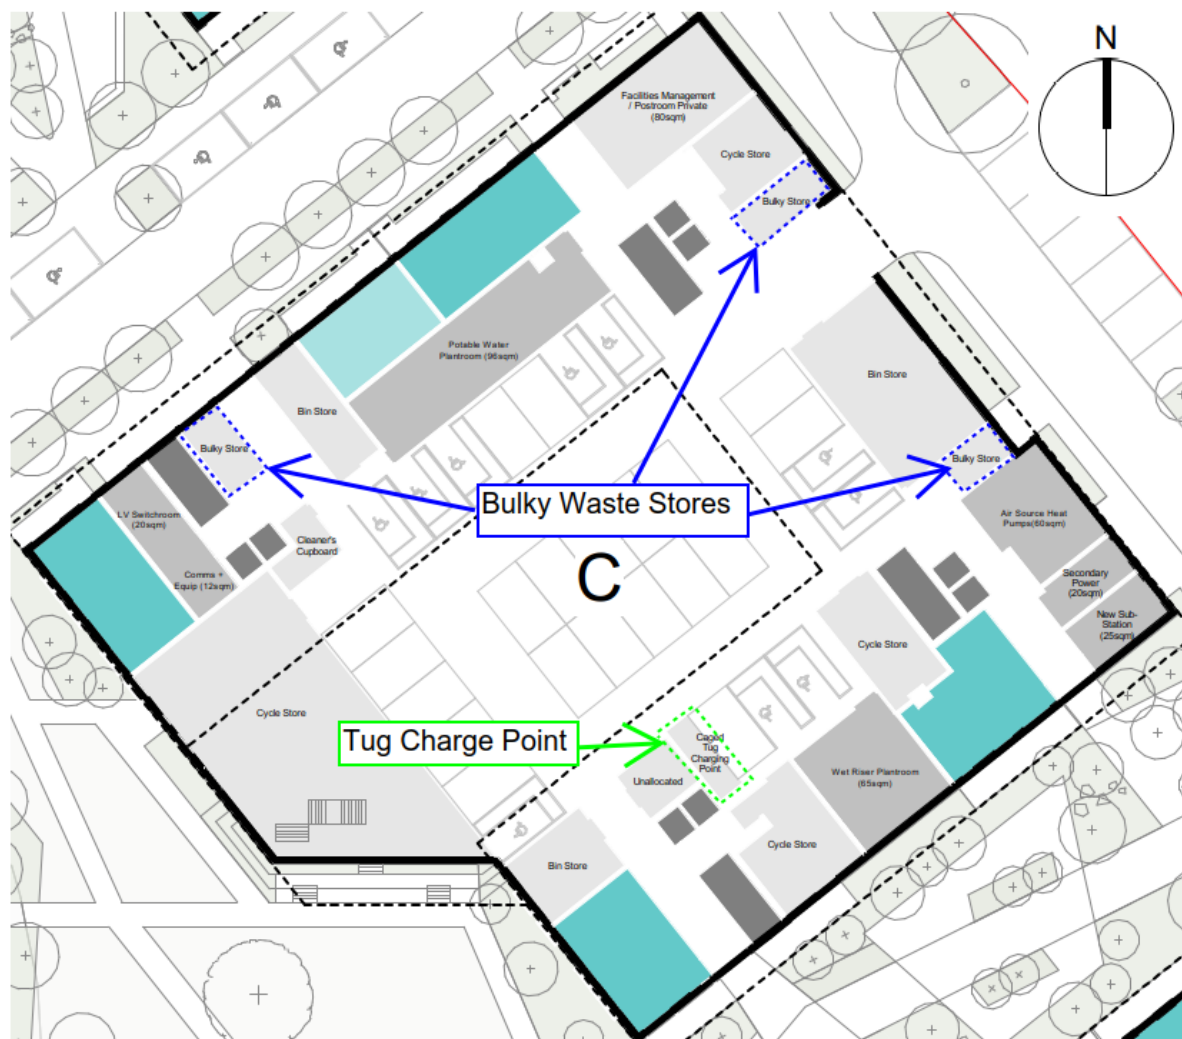 N
Facilities Management
/ Postroom Private
(80sqm)
Cycle Store
Bulky Store
Potable Water
Plantroom (96sqm)
Bin Store
Bin Store
Bulky Store
Bulky Store
Bulky Waste Stores
LV Switchroom
(20sqm)
Air Source Heat
Pumps(60sqm)
Cleaner's
Cupboard
C
Comms +
Equip (12sqm)
Secondary
Power
(20sqm)
New Sub-
Station
(25sqm)
Cycle Store
Cycle Store
Tug Charge Point
Caged
Tug
Charging
Point
Unallocated
Wet Riser Plantroom
(65sqm)
Cycle Store
Bin Store